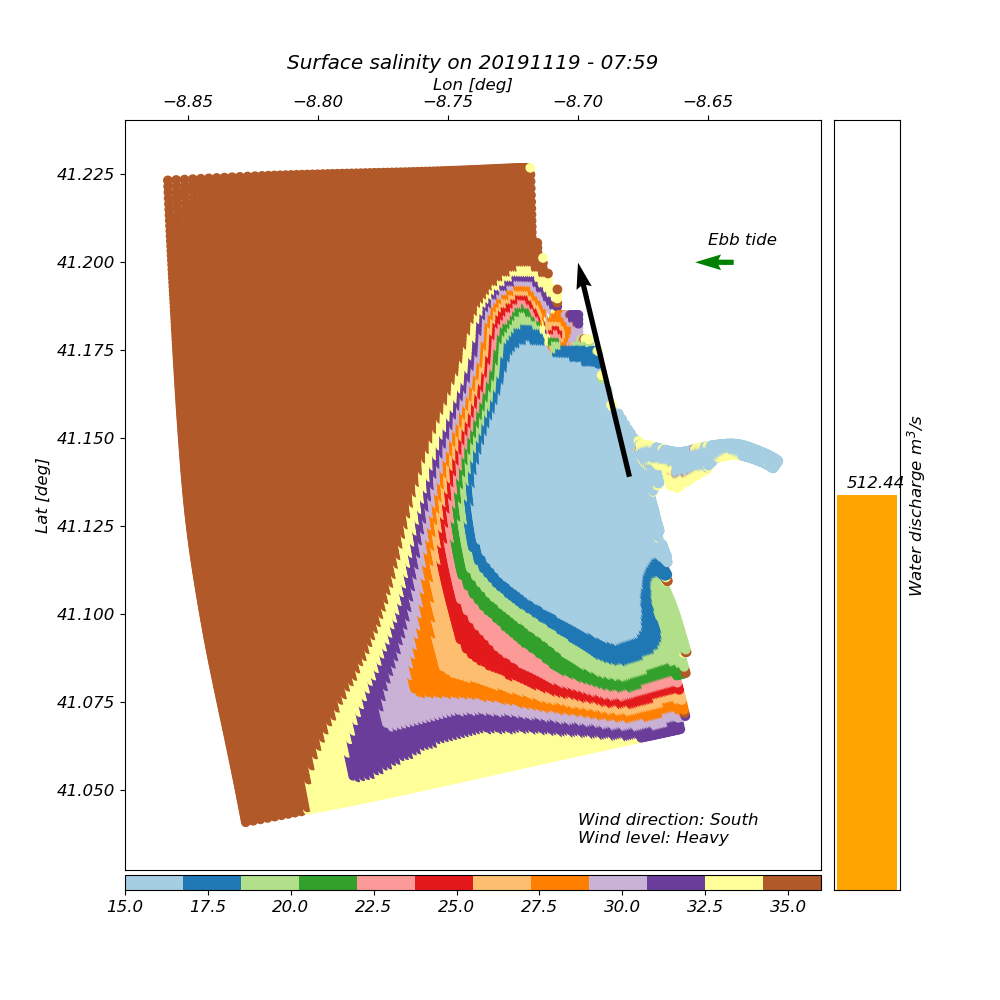 Surface salinity on 20191119 - 07:59
Lon [deg]
−8.85 −8.80 −8.75 −8.70 −8.65
41.225
41.200
41.175
41.150
41.125
41.100
41.075
41.050
Lat [deg]
Ebb tide
Wind direction: South
Wind level: Heavy
512.44
Water discharge m³/s
15.0 17.5 20.0 22.5 25.0 27.5 30.0 32.5 35.0